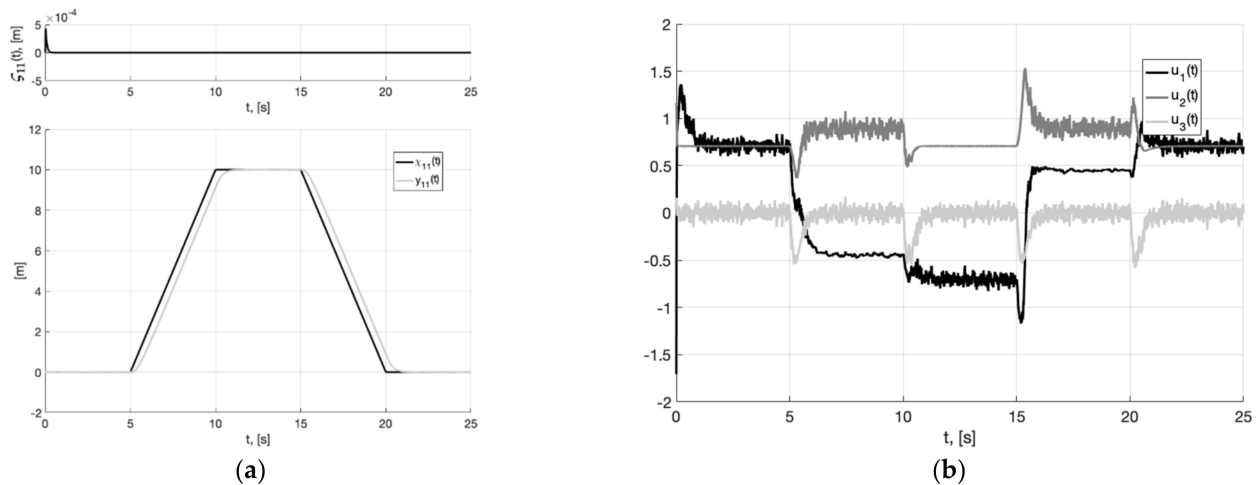 ×10⁻⁴
5
0
-5
𝒢₁₁(t), [m]
0 5 10 15 20 25
t, [s]
12
10
8
6
4
2
0
-2
[m]
χ₁₁(t)
y₁₁(t)
0 5 10 15 20 25
t, [s]
(a)
2
1.5
1
0.5
0
-0.5
-1
-1.5
-2
u₁(t)
u₂(t)
u₃(t)
0 5 10 15 20 25
t, [s]
(b)